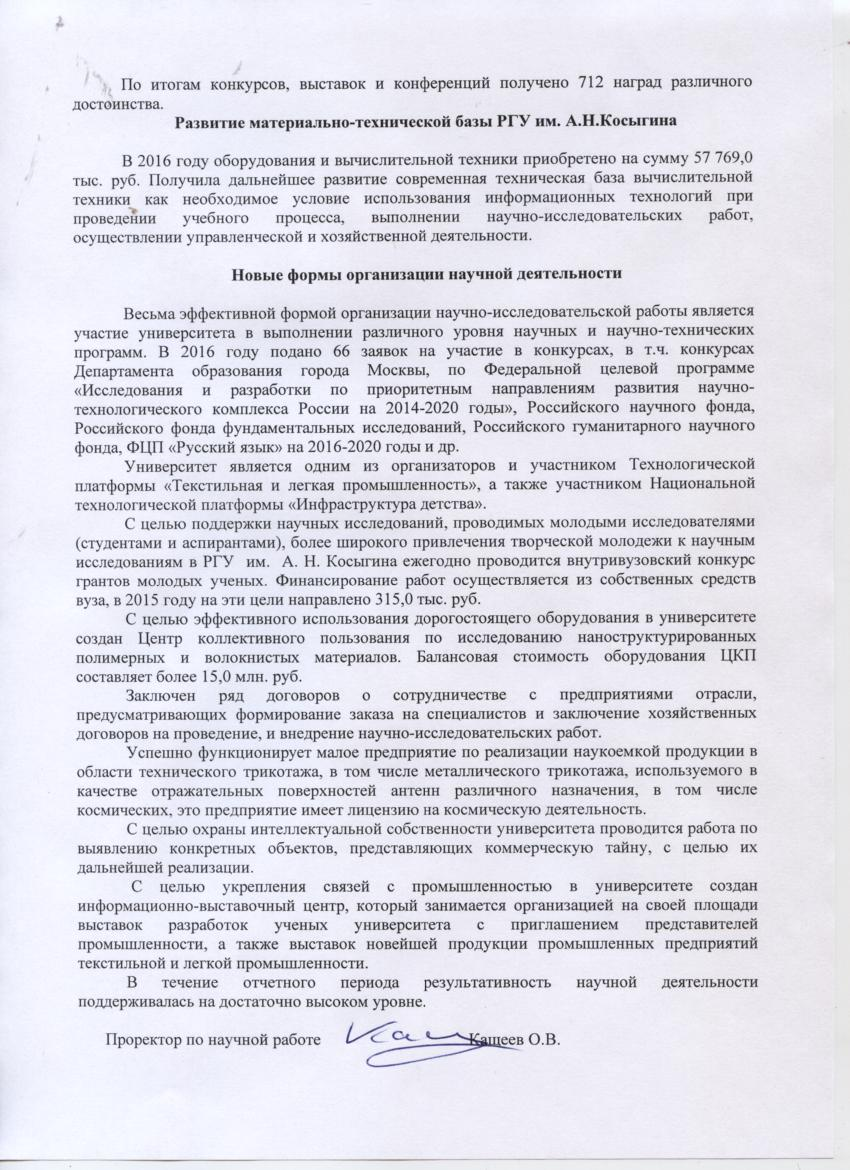 По итогам конкурсов, выставок и конференций получено 712 наград различного
достоинства.
Развитие материально-технической базы РГУ им. А.Н.Косыгина
В 2016 году оборудования и вычислительной техники приобретено на сумму 57 769,0
тыс. руб. Получила дальнейшее развитие современная техническая база вычислительной
техники как необходимое условие использования информационных технологий при
проведении учебного процесса, выполнении научно-исследовательских работ,
осуществлении управленческой и хозяйственной деятельности.
Новые формы организации научной деятельности
Весьма эффективной формой организации научно-исследовательской работы является
участие университета в выполнении различного уровня научных и научно-технических
программ. В 2016 году подано 66 заявок на участие в конкурсах, в т.ч. конкурсах
Департамента образования города Москвы, по Федеральной целевой программе
«Исследования и разработки по приоритетным направлениям развития научно-
технологического комплекса России на 2014-2020 годы», Российского научного фонда,
Российского фонда фундаментальных исследований, Российского гуманитарного научного
фонда, ФЦП «Русский язык» на 2016-2020 годы и др.
Университет является одним из организаторов и участником Технологической
платформы «Текстильная и легкая промышленность», а также участником Национальной
технологической платформы «Инфраструктура детства».
С целью поддержки научных исследований, проводимых молодыми исследователями
(студентами и аспирантами), более широкого привлечения творческой молодежи к научным
исследованиям в РГУ им. А. Н. Косыгина ежегодно проводится внутривузовский конкурс
грантов молодых ученых. Финансирование работ осуществляется из собственных средств
вуза, в 2015 году на эти цели направлено 315,0 тыс. руб.
С целью эффективного использования дорогостоящего оборудования в университете
создан Центр коллективного пользования по исследованию наноструктурированных
полимерных и волокнистых материалов. Балансовая стоимость оборудования ЦКП
составляет более 15,0 млн. руб.
Заключен ряд договоров о сотрудничестве с предприятиями отрасли,
предусматривающих формирование заказа на специалистов и заключение хозяйственных
договоров на проведение, и внедрение научно-исследовательских работ.
Успешно функционирует малое предприятие по реализации наукоемкой продукции в
области технического трикотажа, в том числе металлического трикотажа, используемого в
качестве отражательных поверхностей антенн различного назначения, в том числе
космических, это предприятие имеет лицензию на космическую деятельность.
С целью охраны интеллектуальной собственности университета проводится работа по
выявлению конкретных объектов, представляющих коммерческую тайну, с целью их
дальнейшей реализации.
С целью укрепления связей с промышленностью в университете создан
информационно-выставочный центр, который занимается организацией на своей площади
выставок разработок ученых университета с приглашением представителей
промышленности, а также выставок новейшей продукции промышленных предприятий
текстильной и легкой промышленности.
В течение отчетного периода результативность научной деятельности
поддерживалась на достаточно высоком уровне.
Проректор по научной работе Кащеев О.В.